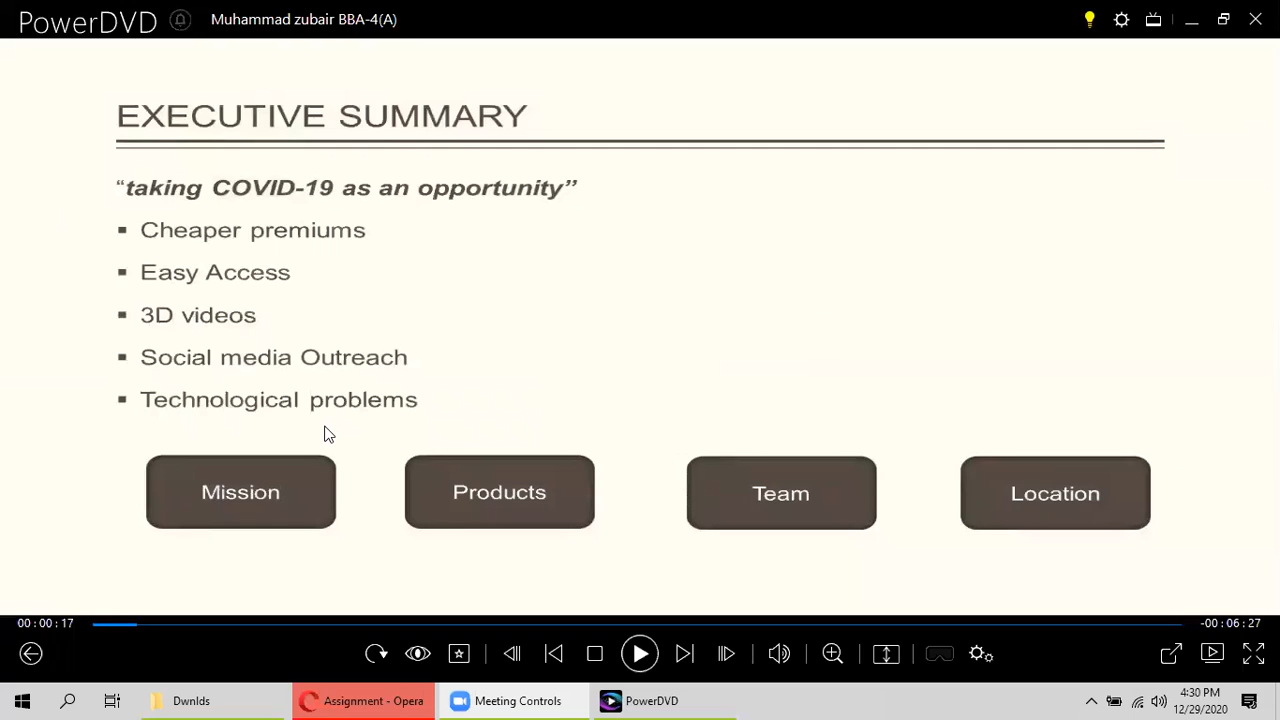 PowerDVD
Muhammad zubair BBA-4(A)
EXECUTIVE SUMMARY
“taking COVID-19 as an opportunity”
▪ Cheaper premiums
▪ Easy Access
▪ 3D videos
▪ Social media Outreach
▪ Technological problems
Mission
Products
Team
Location
00:00:17
-00:06:27
Dwnlds
Assignment - Opera
Meeting Controls
PowerDVD
4:30 PM
12/29/2020